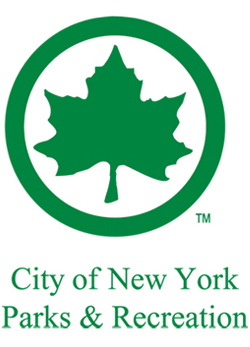 TM
City of New York
Parks & Recreation